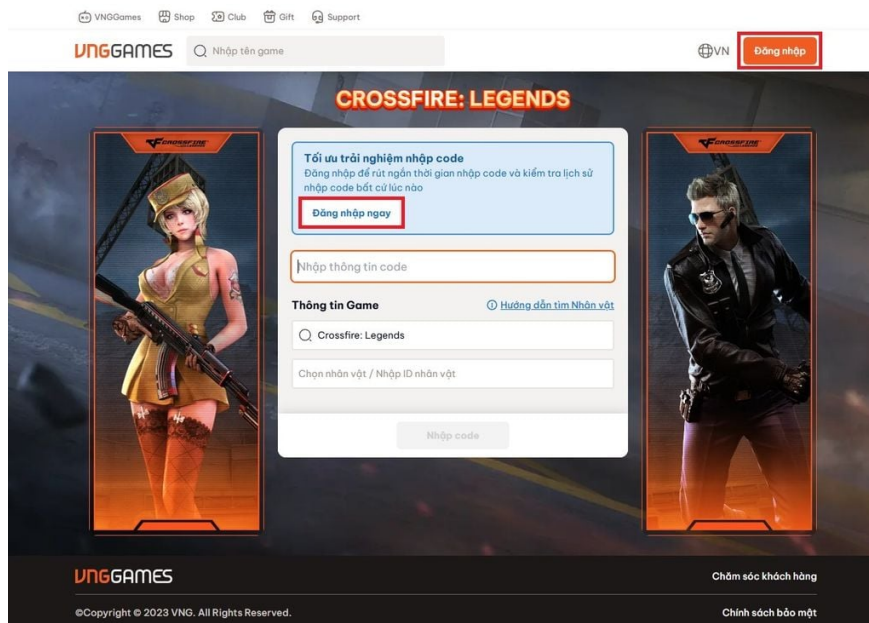 VNGGames Shop Club Gift Support
VNGGAMES Nhập tên game VN Đăng nhập
CROSSFIRE: LEGENDS
CROSSFIRE
CROSSFIRE
Tối ưu trải nghiệm nhập code
Đăng nhập để rút ngắn thời gian nhập code và kiểm tra lịch sử
nhập code bất cứ lúc nào
Đăng nhập ngay
Nhập thông tin code
Thông tin Game Hướng dẫn tìm Nhân vật
Crossfire: Legends
Chọn nhân vật / Nhập ID nhân vật
Nhập code
VNGGAMES
Chăm sóc khách hàng
©Copyright © 2023 VNG. All Rights Reserved.
Chính sách bảo mật